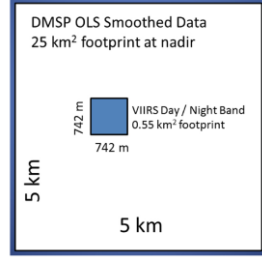 DMSP OLS Smoothed Data
25 km² footprint at nadir
742 m
VIIRS Day / Night Band
0.55 km² footprint
742 m
5 km
5 km